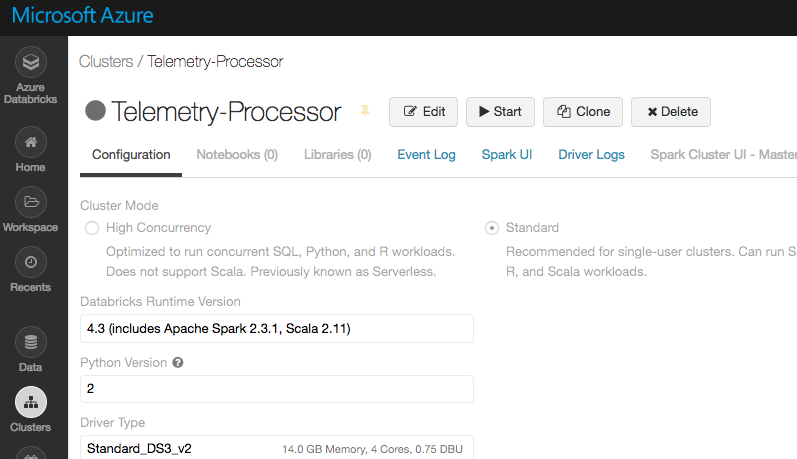 Microsoft Azure
Azure
Databricks
Home
Workspace
Recents
Data
Clusters
Clusters / Telemetry-Processor
Telemetry-Processor
Edit
Start
Clone
Delete
Configuration
Notebooks (0)
Libraries (0)
Event Log
Spark UI
Driver Logs
Spark Cluster UI - Master
Cluster Mode
High Concurrency
Optimized to run concurrent SQL, Python, and R workloads.
Does not support Scala. Previously known as Serverless.
Standard
Recommended for single-user clusters. Can run S
R, and Scala workloads.
Databricks Runtime Version
4.3 (includes Apache Spark 2.3.1, Scala 2.11)
Python Version ?
2
Driver Type
Standard_DS3_v2 14.0 GB Memory, 4 Cores, 0.75 DBU